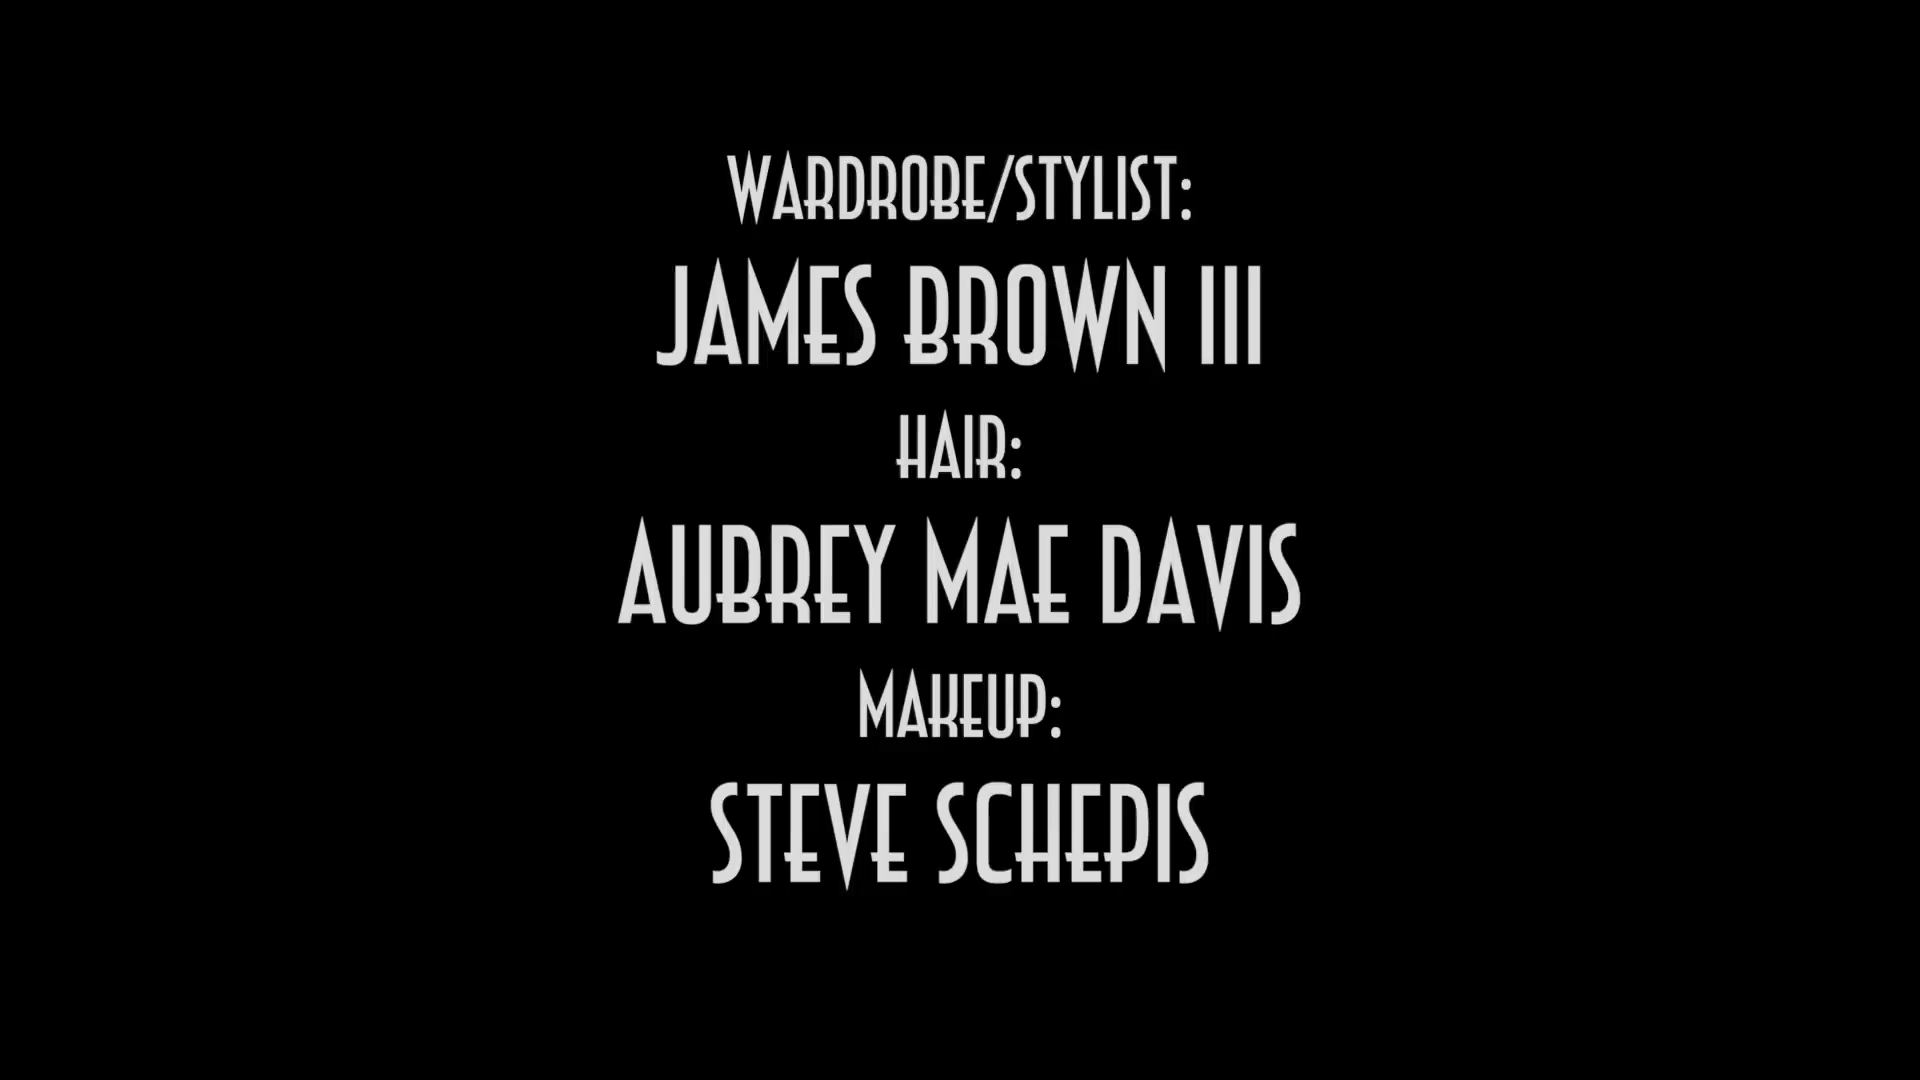 WARDROBE/STYLIST:
JAMES BROWN III
HAIR:
AUBREY MAE DAVIS
MAKEUP:
STEVE SCHEPIS